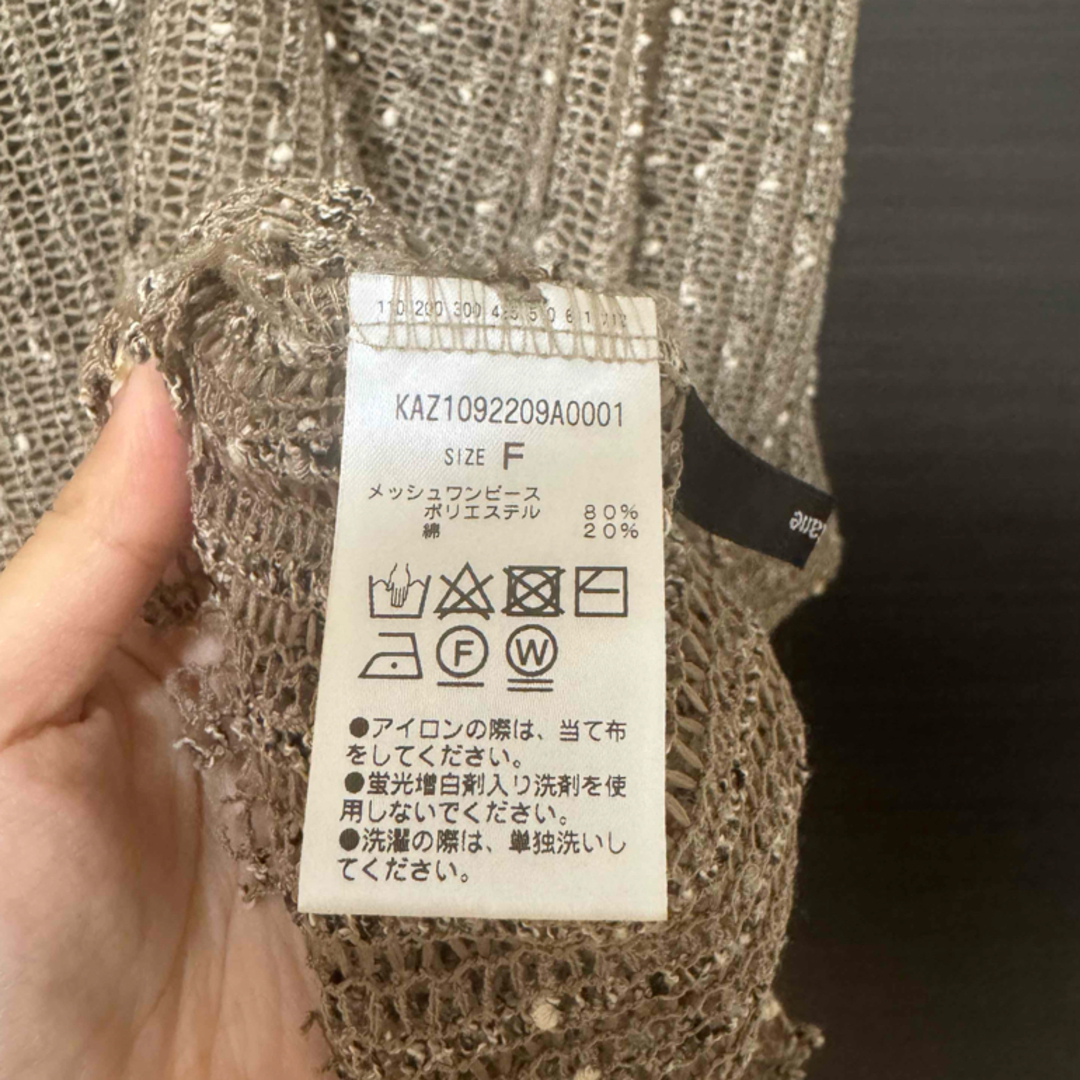 KAZ1092209A0001
SIZE F
メッシュワンピース
ポリエステル 80%
綿 20%
F W
●アイロンの際は、当て布
をしてください。
●蛍光増白剤入り洗剤を使
用しないでください。
●洗濯の際は、単独洗いし
てください。